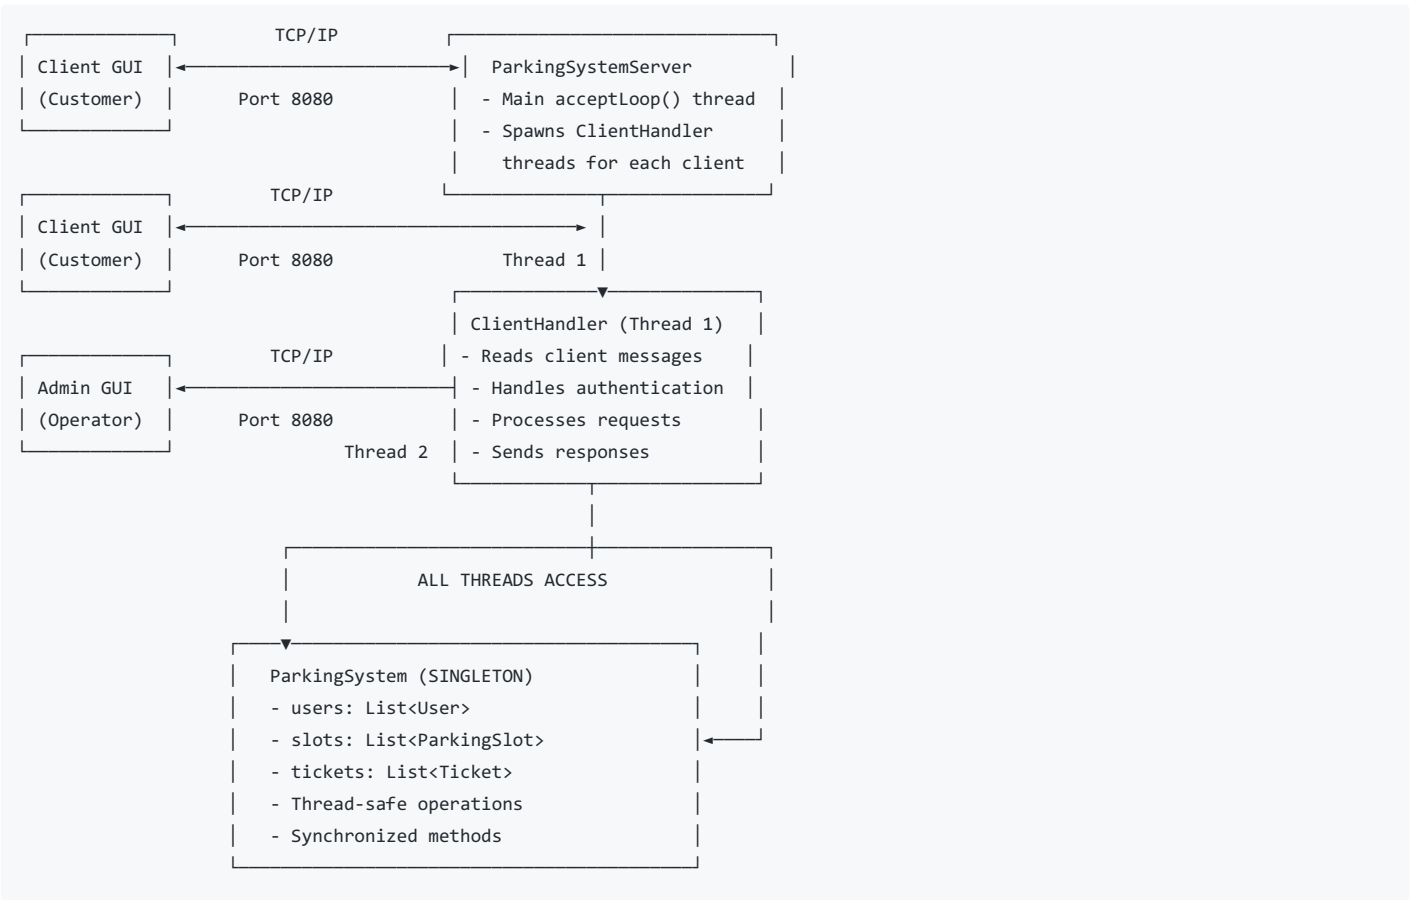 TCP/IP
Client GUI ParkingSystemServer
(Customer) Port 8080 - Main acceptLoop() thread
- Spawns ClientHandler
threads for each client
TCP/IP
Client GUI
(Customer) Port 8080 Thread 1
ClientHandler (Thread 1)
TCP/IP - Reads client messages
Admin GUI - Handles authentication
(Operator) Port 8080 - Processes requests
Thread 2 - Sends responses
ALL THREADS ACCESS
ParkingSystem (SINGLETON)
- users: List<User>
- slots: List<ParkingSlot>
- tickets: List<Ticket>
- Thread-safe operations
- Synchronized methods